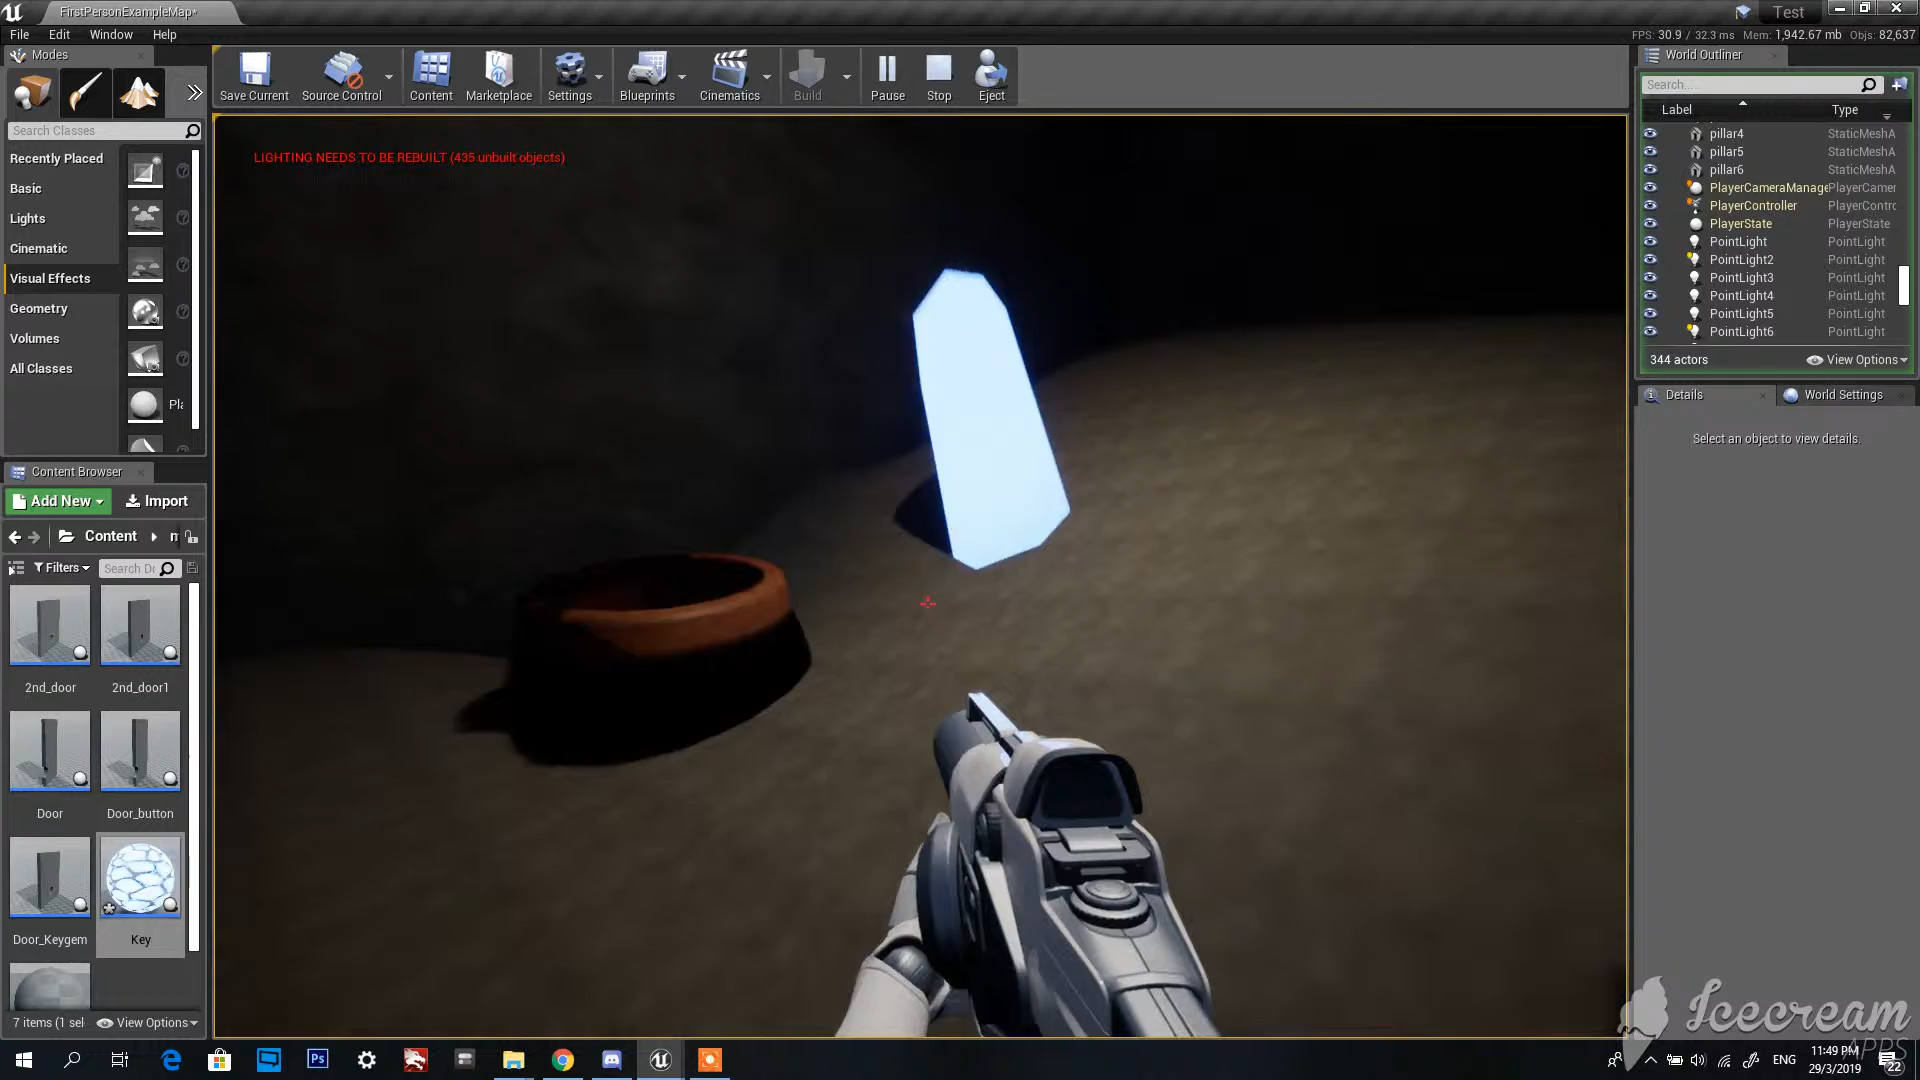 FirstPersonExampleMap*
Test
File Edit Window Help
FPS: 30.9 / 32.3 ms Mem: 1,942.67 mb Objs: 82,637
Modes
Save Current
Source Control
Content
Marketplace
Settings
Blueprints
Cinematics
Build
Pause
Stop
Eject
World Outliner
Search...
Label Type
pillar4 StaticMeshA
pillar5 StaticMeshA
pillar6 StaticMeshA
PlayerCameraManage PlayerCamer
PlayerController PlayerContro
PlayerState PlayerState
PointLight PointLight
PointLight2 PointLight
PointLight3 PointLight
PointLight4 PointLight
PointLight5 PointLight
PointLight6 PointLight
344 actors View Options
Details
World Settings
Select an object to view details.
Search Classes
Recently Placed
Basic
Lights
Cinematic
Visual Effects
Geometry
Volumes
All Classes
LIGHTING NEEDS TO BE REBUILT (435 unbuilt objects)
Content Browser
Add New Import
Content
Filters
2nd_door 2nd_door1
Door Door_button
Door_Keygem Key
7 items (1 sel View Options
Icecream
APPS
Ps
ENG
11:49 PM
29/3/2019
22